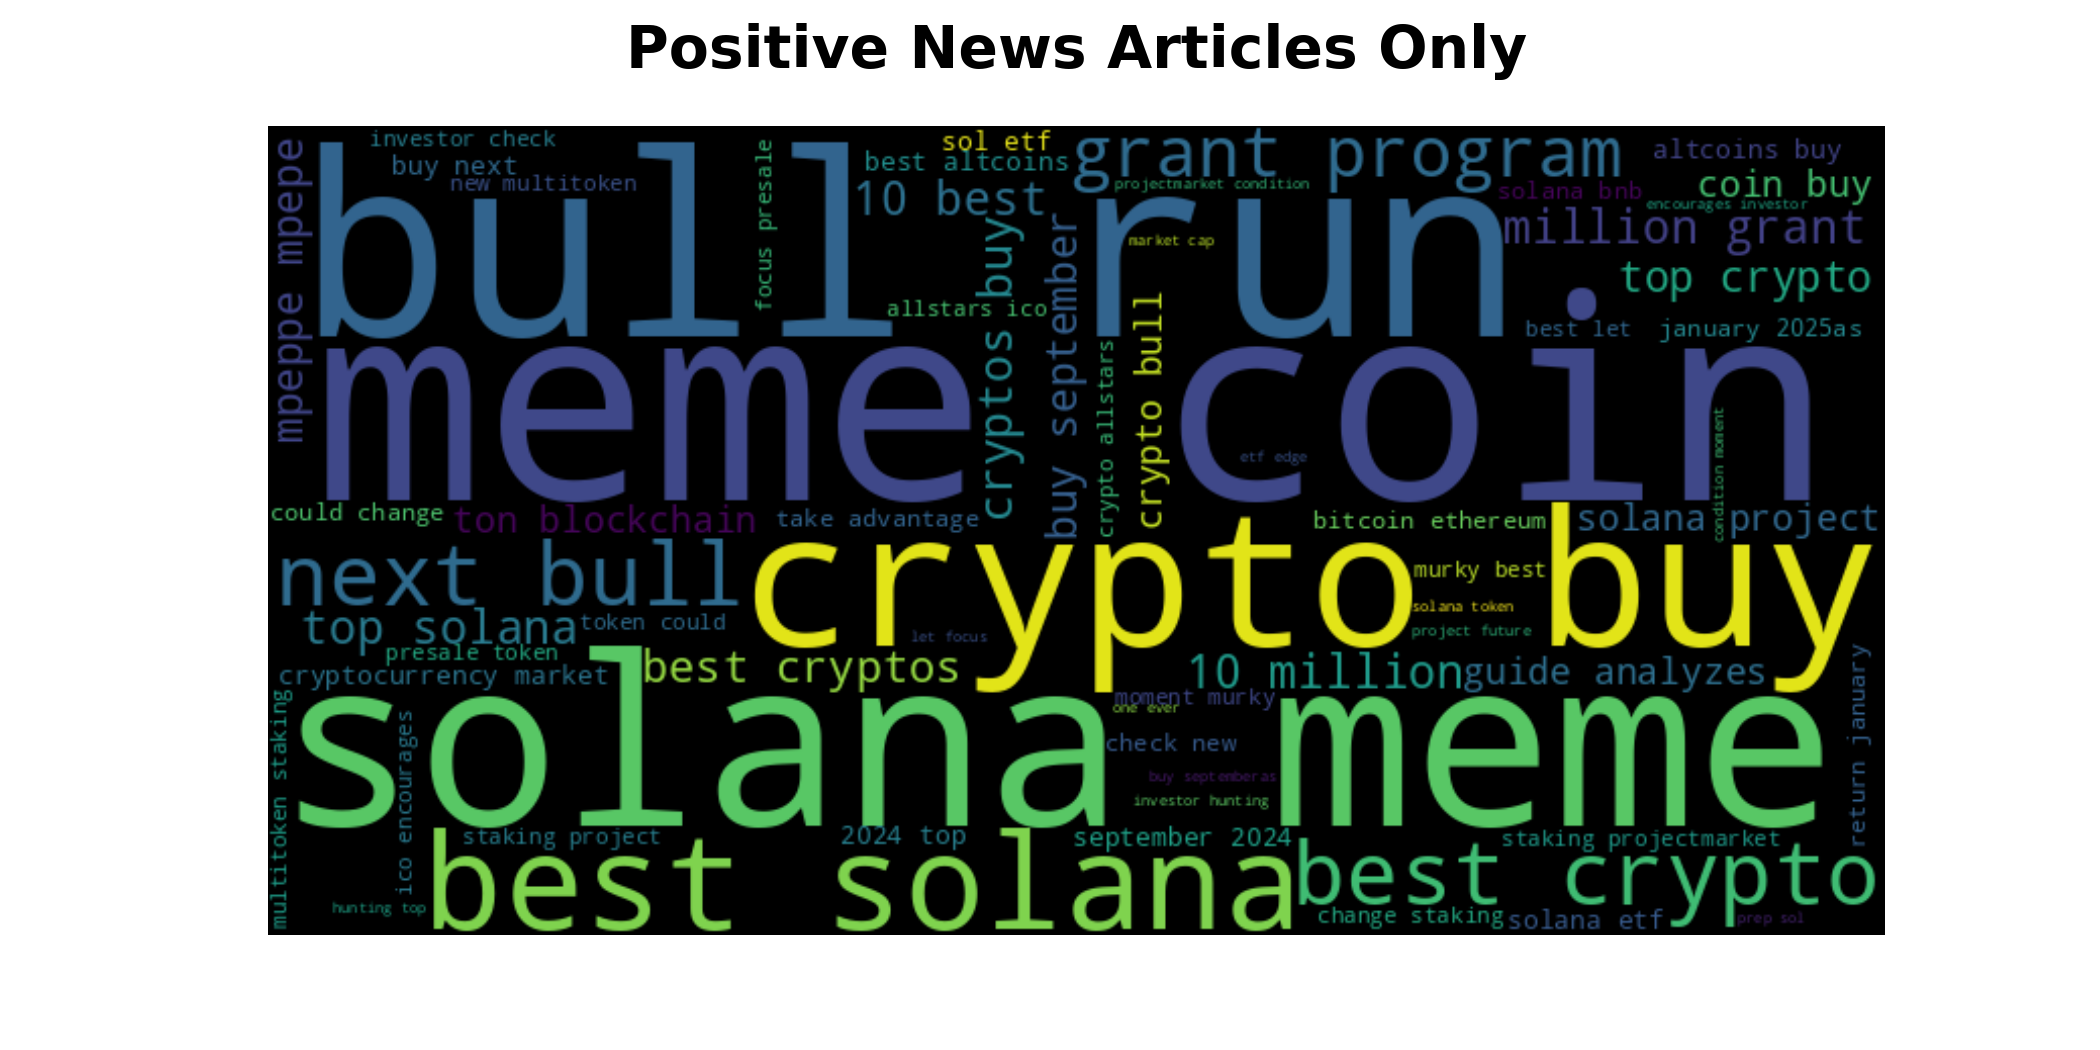 Positive News Articles Only
investor check
sol etf
grant program
altcoins buy
buy next
best altcoins
new multitoken
10 best
projectmarket condition
solana bnb
coin buy
encourages investor
mpeppe mpepe
focus presale
bull run
million grant
market cap
cryptos buy
buy september
top crypto
allstars ico
best let
january 2025as
crypto allstars
crypto bull
meme coin
etf edge
condition moment
could change
ton blockchain
take advantage
bitcoin ethereum
solana project
next bull
crypto buy
murky best
solana token
top solana
token could
let focus
project future
presale token
cryptocurrency market
best cryptos
10 million
guide analyzes
return january
multitoken staking
ico encourages
solana meme
moment murky
one ever
check new
buy septemberas
investor hunting
staking project
2024 top
september 2024
staking projectmarket
best solana
best crypto
hunting top
change staking
solana etf
prep sol